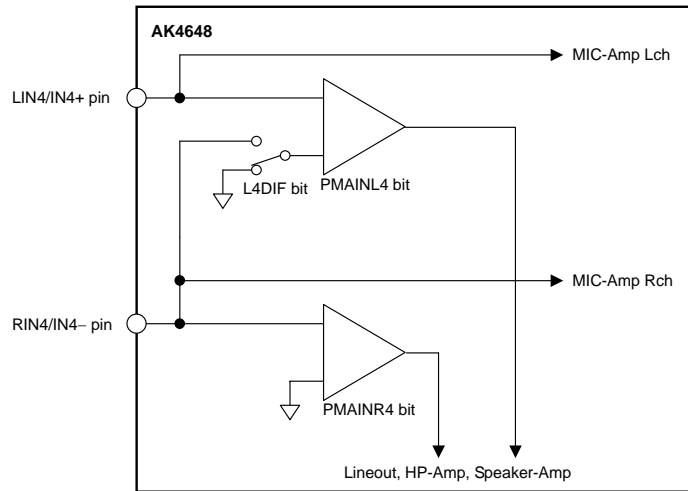 AK4648
MIC-Amp Lch
LIN4/IN4+ pin
L4DIF bit
PMAINL4 bit
MIC-Amp Rch
RIN4/IN4− pin
PMAINR4 bit
Lineout, HP-Amp, Speaker-Amp